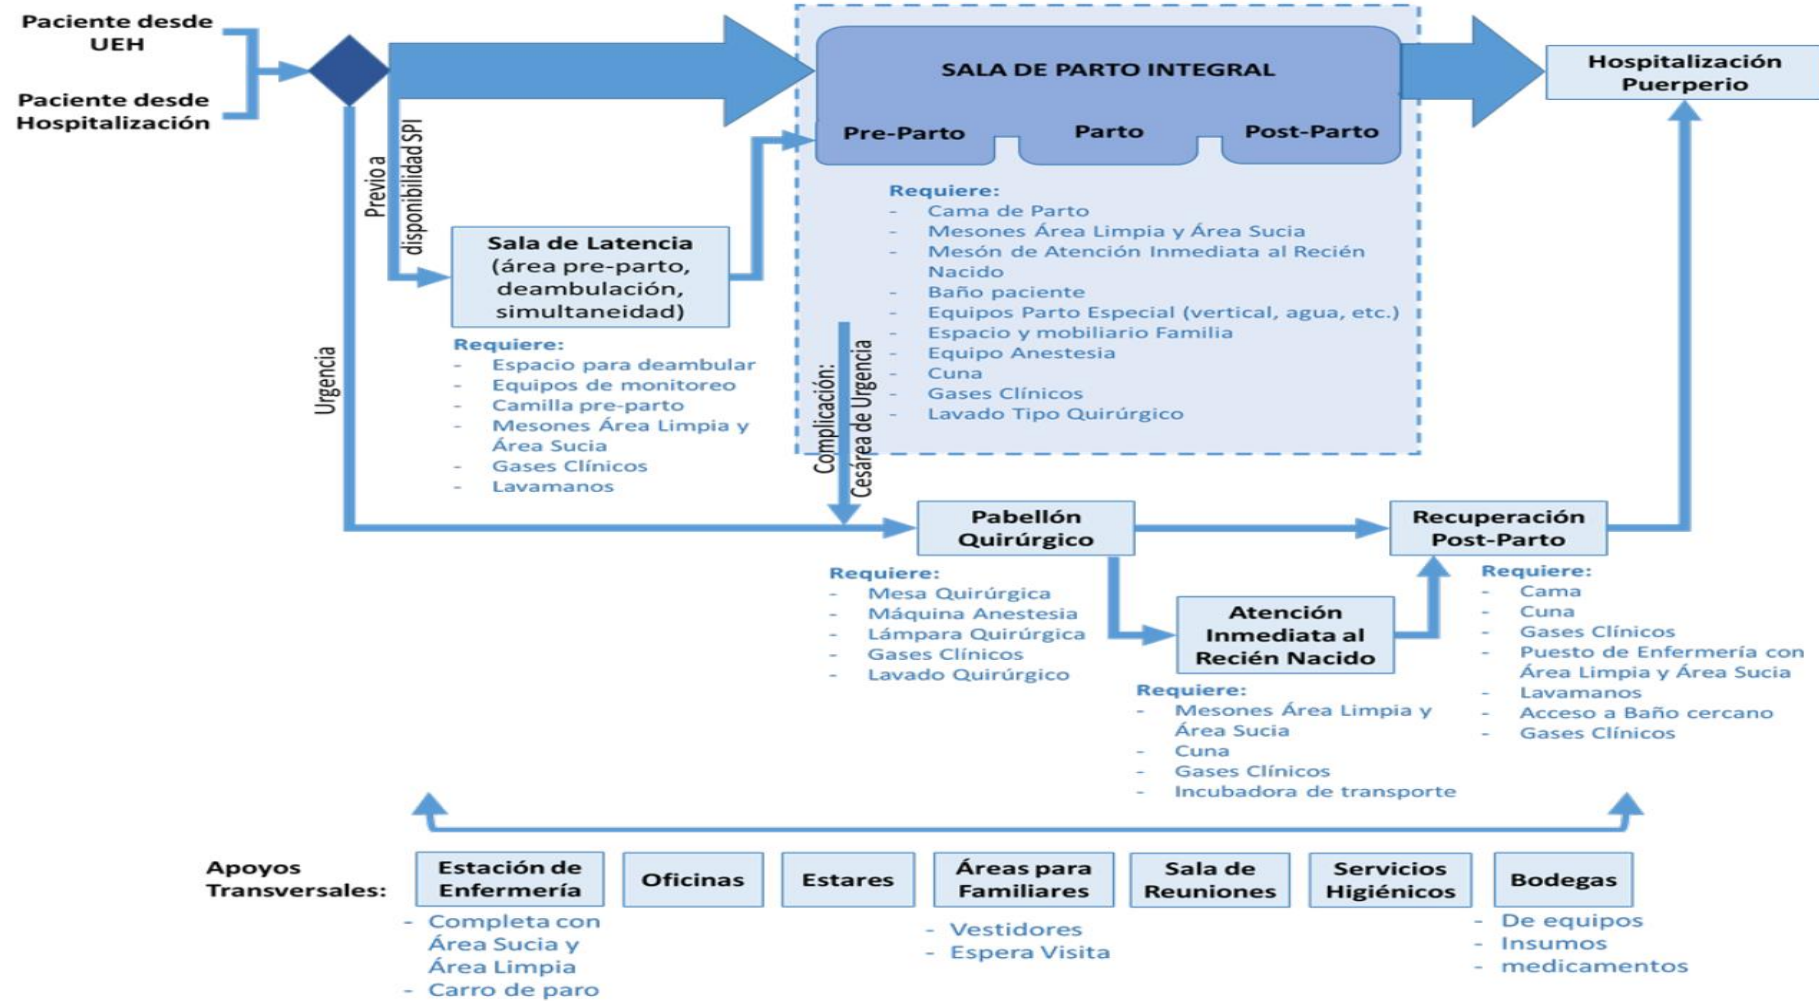 Paciente desde
UEH
Paciente desde
Hospitalización
Previo a
disponibilidad SPI
Urgencia
SALA DE PARTO INTEGRAL
Pre-Parto
Parto
Post-Parto
Hospitalización
Puerperio
Sala de Latencia
(área pre-parto,
deambulación,
simultaneidad)
Requiere:
- Espacio para deambular
- Equipos de monitoreo
- Camilla pre-parto
- Mesones Área Limpia y
Área Sucia
- Gases Clínicos
- Lavamanos
Requiere:
- Cama de Parto
- Mesones Área Limpia y Área Sucia
- Mesón de Atención Inmediata al Recién
Nacido
- Baño paciente
- Equipos Parto Especial (vertical, agua, etc.)
- Espacio y mobiliario Familia
- Equipo Anestesia
- Cuna
- Gases Clínicos
- Lavado Tipo Quirúrgico
Complicación:
Cesárea de Urgencia
Pabellón
Quirúrgico
Requiere:
- Mesa Quirúrgica
- Máquina Anestesia
- Lámpara Quirúrgica
- Gases Clínicos
- Lavado Quirúrgico
Atención
Inmediata al
Recién Nacido
Requiere:
- Mesones Área Limpia y
Área Sucia
- Cuna
- Gases Clínicos
- Incubadora de transporte
Recuperación
Post-Parto
Requiere:
- Cama
- Cuna
- Gases Clínicos
- Puesto de Enfermería con
Área Limpia y Área Sucia
- Lavamanos
- Acceso a Baño cercano
- Gases Clínicos
Apoyos
Transversales:
Estación de
Enfermería
- Completa con
Área Sucia y
Área Limpia
- Carro de paro
Oficinas
Estares
Áreas para
Familiares
- Vestidores
- Espera Visita
Sala de
Reuniones
Servicios
Higiénicos
Bodegas
- De equipos
- Insumos
- medicamentos